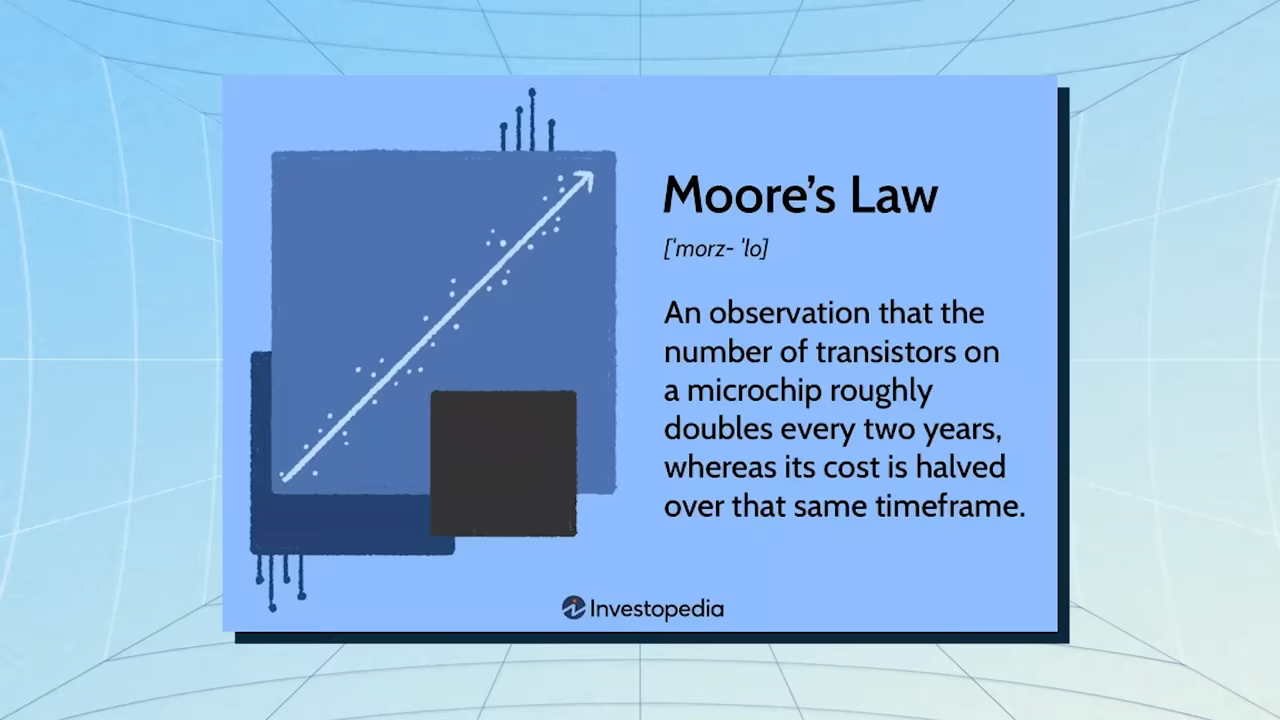 Moore’s Law
['morz- 'lo]
An observation that the
number of transistors on
a microchip roughly
doubles every two years,
whereas its cost is halved
over that same timeframe.
Investopedia